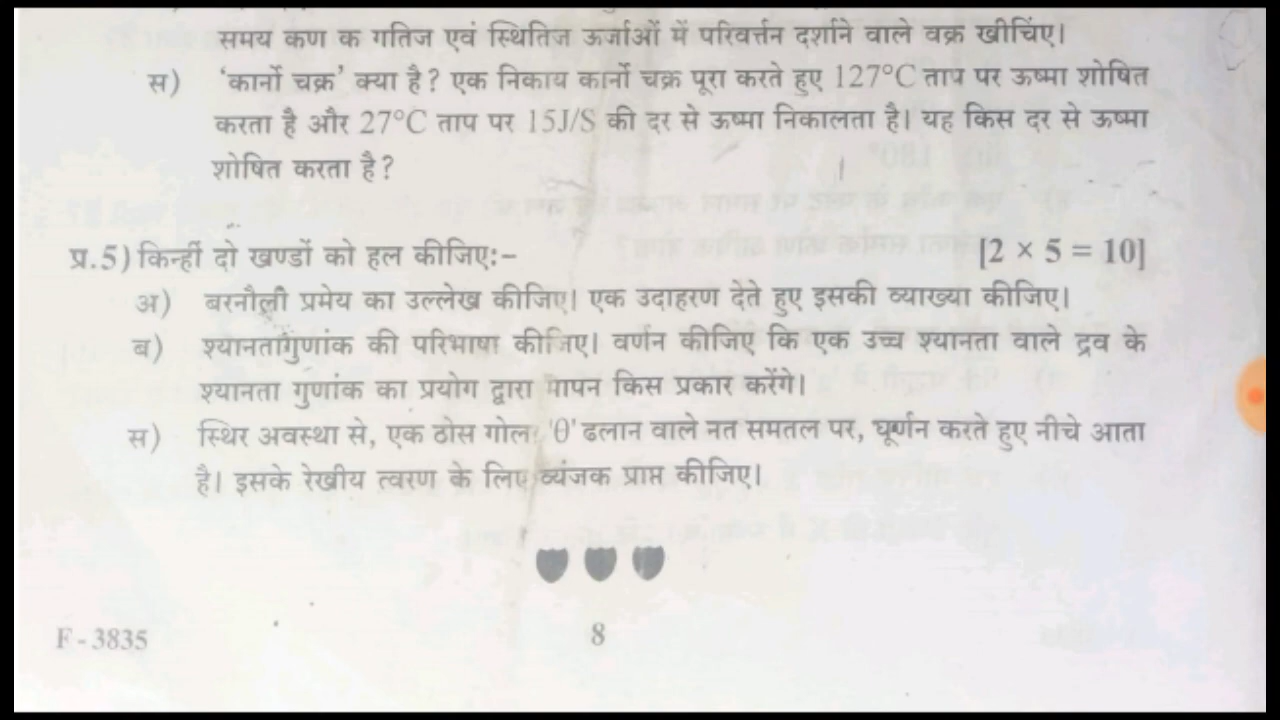 समय कण क गतिज एवं स्थितिज ऊर्जाओं में परिवर्त्तन दर्शाने वाले वक्र खीचिंए।
स) 'कार्नो चक्र' क्या है? एक निकाय कार्नो चक्र पूरा करते हुए 127°C ताप पर ऊष्मा शोषित
करता है और 27°C ताप पर 15J/S की दर से ऊष्मा निकालता है। यह किस दर से ऊष्मा
शोषित करता है?
प्र.5) किन्हीं दो खण्डों को हल कीजिए:- [2 × 5 = 10]
अ) बरनौली प्रमेय का उल्लेख कीजिए। एक उदाहरण देते हुए इसकी व्याख्या कीजिए।
ब) श्यानतागुणांक की परिभाषा कीजिए। वर्णन कीजिए कि एक उच्च श्यानता वाले द्रव के
श्यानता गुणांक का प्रयोग द्वारा मापन किस प्रकार करेंगे।
स) स्थिर अवस्था से, एक ठोस गोला 'θ' ढलान वाले नत समतल पर, घूर्णन करते हुए नीचे आता
है। इसके रेखीय त्वरण के लिए व्यंजक प्राप्त कीजिए।
F - 3835 8